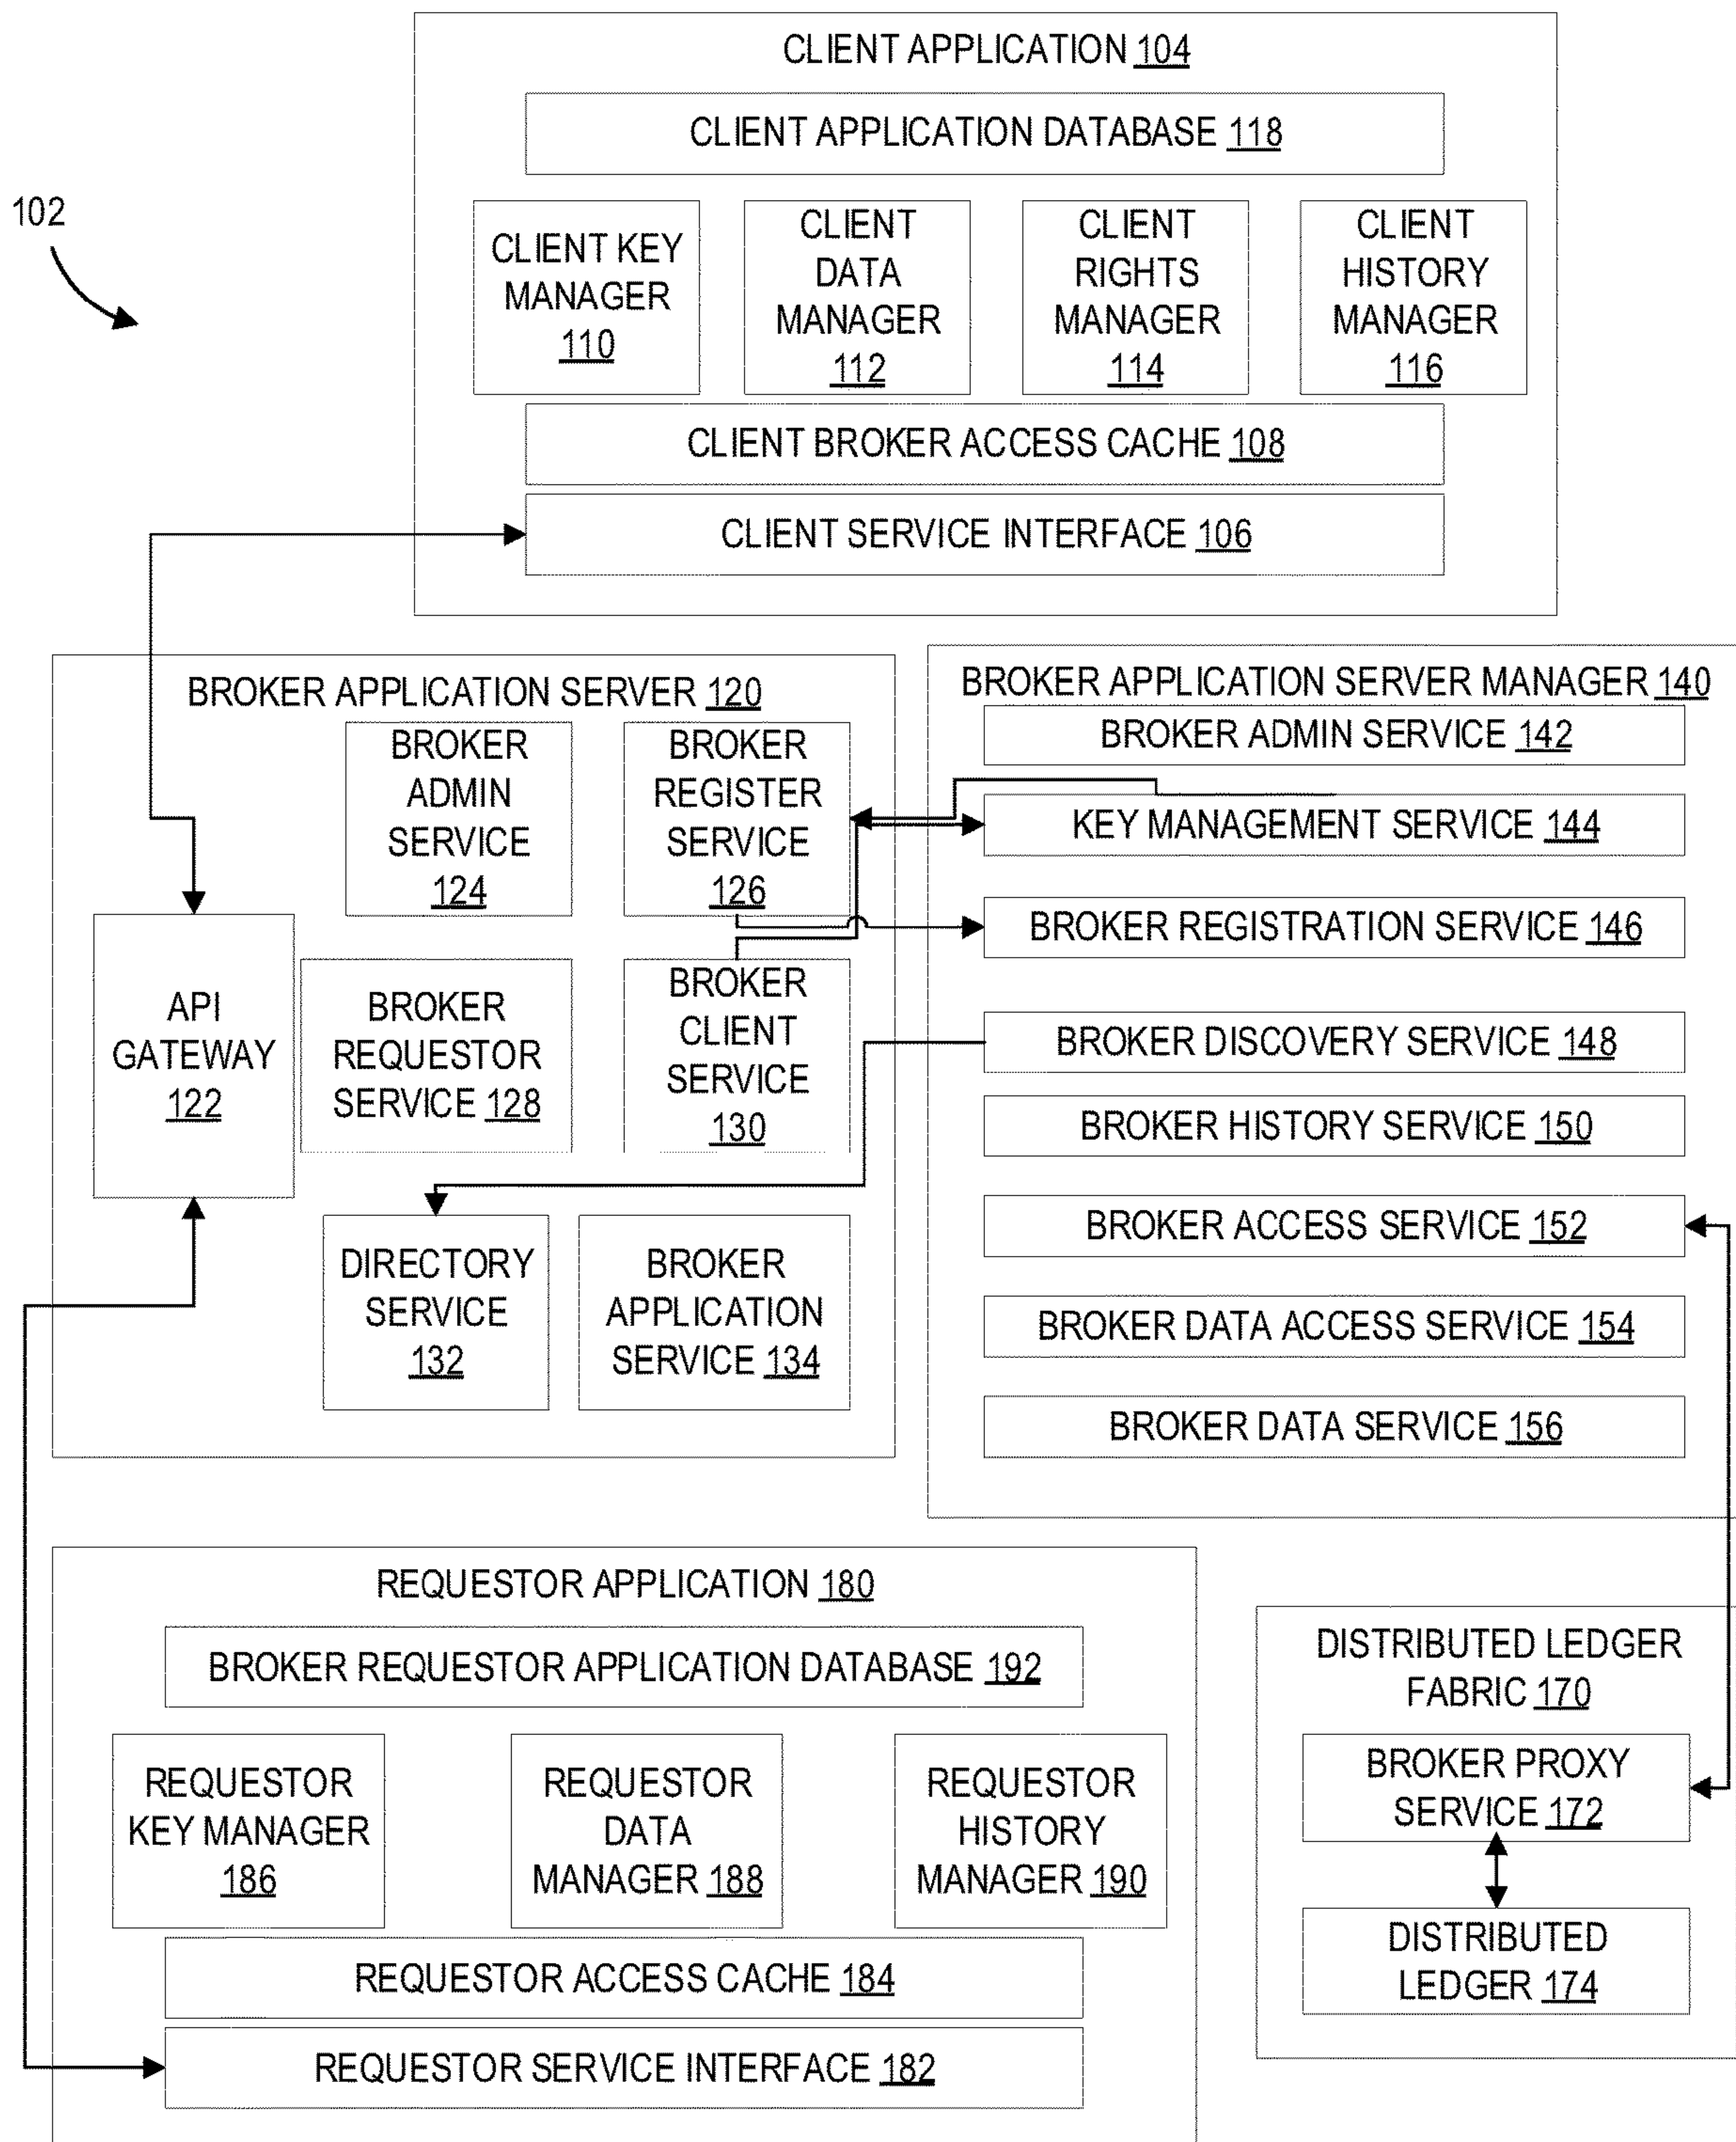 CLIENT APPLICATION 104
CLIENT APPLICATION DATABASE 118
102
CLIENT KEY
MANAGER
110
CLIENT
DATA
MANAGER
112
CLIENT
RIGHTS
MANAGER
114
CLIENT
HISTORY
MANAGER
116
CLIENT BROKER ACCESS CACHE 108
CLIENT SERVICE INTERFACE 106
BROKER APPLICATION SERVER 120
BROKER
ADMIN
SERVICE
124
BROKER
REGISTER
SERVICE
126
API
GATEWAY
122
BROKER
REQUESTOR
SERVICE 128
BROKER
CLIENT
SERVICE
130
DIRECTORY
SERVICE
132
BROKER
APPLICATION
SERVICE 134
BROKER APPLICATION SERVER MANAGER 140
BROKER ADMIN SERVICE 142
KEY MANAGEMENT SERVICE 144
BROKER REGISTRATION SERVICE 146
BROKER DISCOVERY SERVICE 148
BROKER HISTORY SERVICE 150
BROKER ACCESS SERVICE 152
BROKER DATA ACCESS SERVICE 154
BROKER DATA SERVICE 156
REQUESTOR APPLICATION 180
BROKER REQUESTOR APPLICATION DATABASE 192
REQUESTOR
KEY MANAGER
186
REQUESTOR
DATA
MANAGER 188
REQUESTOR
HISTORY
MANAGER 190
REQUESTOR ACCESS CACHE 184
REQUESTOR SERVICE INTERFACE 182
DISTRIBUTED LEDGER
FABRIC 170
BROKER PROXY
SERVICE 172
DISTRIBUTED
LEDGER 174